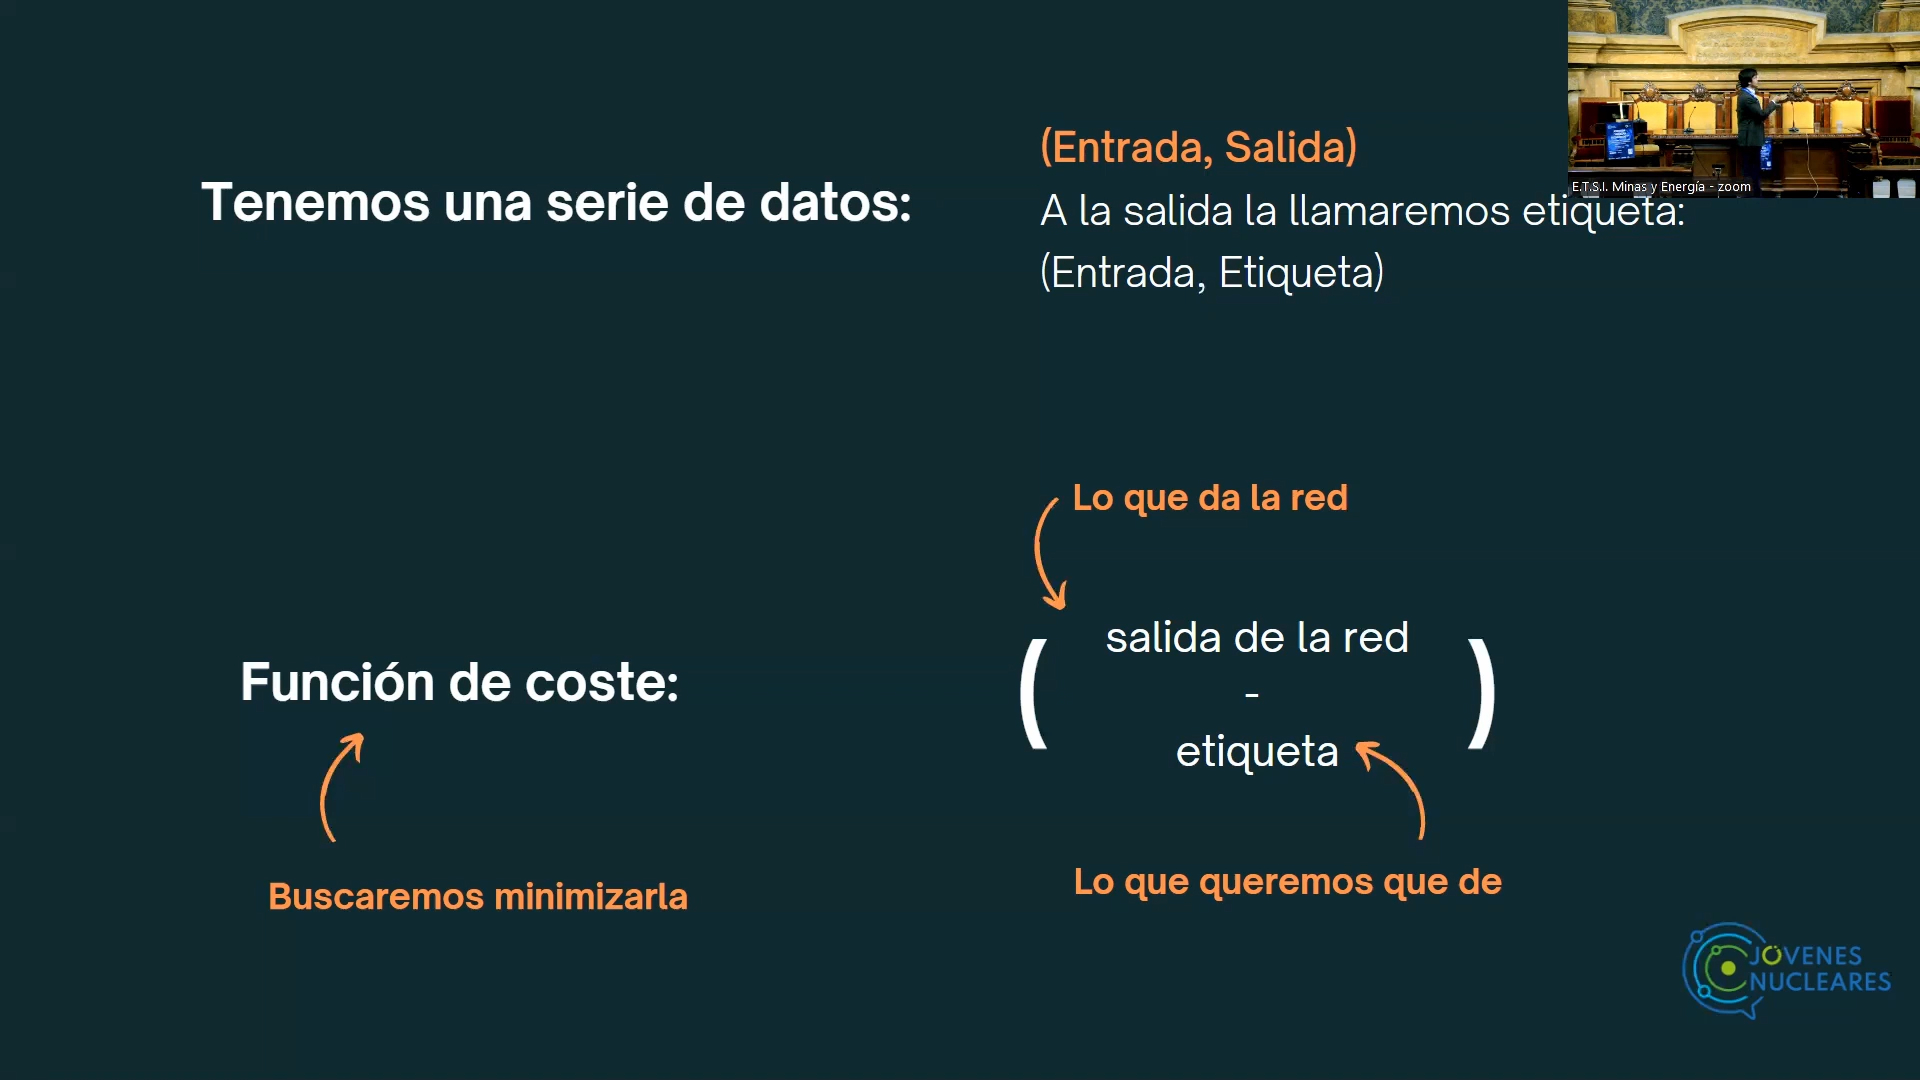 Tenemos una serie de datos:
(Entrada, Salida)
A la salida la llamaremos etiqueta:
(Entrada, Etiqueta)
E.T.S.I. Minas y Energía - zoom
Lo que da la red
Función de coste:
(
salida de la red
-
etiqueta
)
Buscaremos minimizarla
Lo que queremos que de
JÓVENES
NUCLEARES